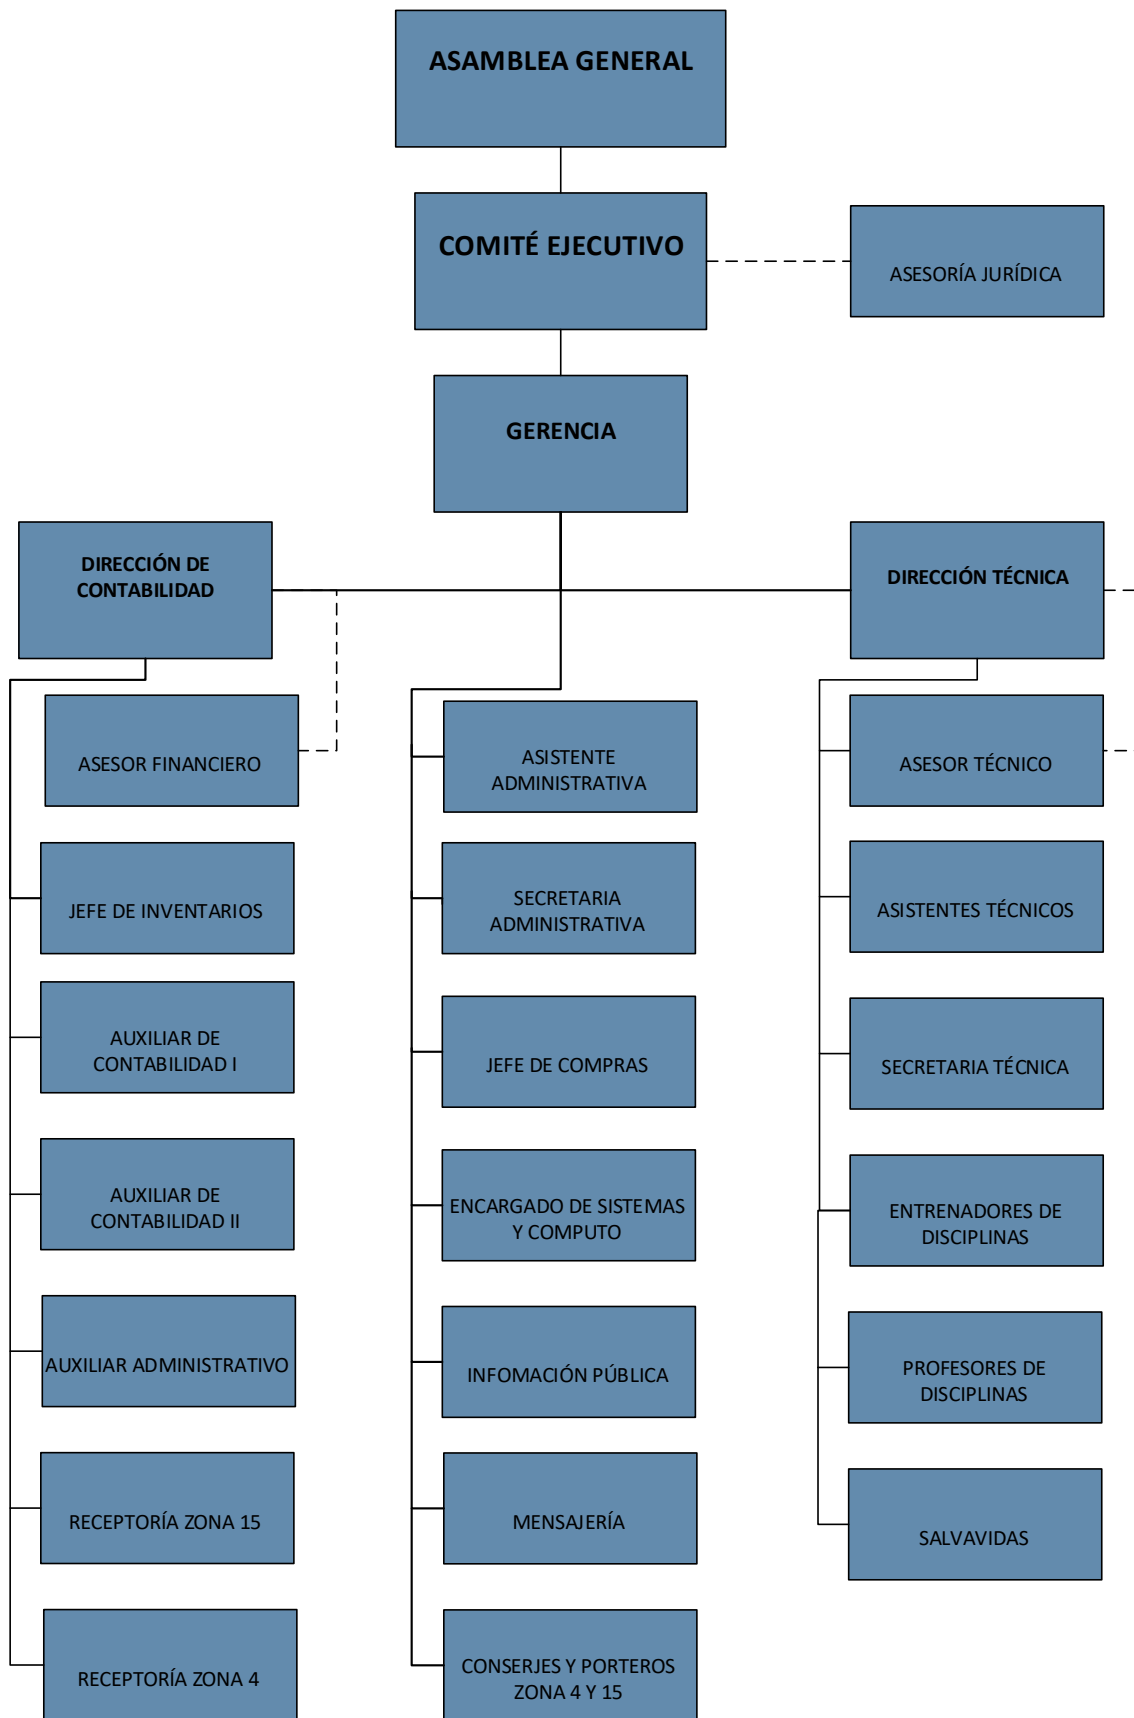 ASAMBLEA GENERAL
COMITÉ EJECUTIVO
ASESORÍA JURÍDICA
GERENCIA
DIRECCIÓN DE
CONTABILIDAD
DIRECCIÓN TÉCNICA
ASESOR FINANCIERO
JEFE DE INVENTARIOS
AUXILIAR DE
CONTABILIDAD I
AUXILIAR DE
CONTABILIDAD II
AUXILIAR ADMINISTRATIVO
RECEPTORÍA ZONA 15
RECEPTORÍA ZONA 4
ASISTENTE
ADMINISTRATIVA
SECRETARIA
ADMINISTRATIVA
JEFE DE COMPRAS
ENCARGADO DE SISTEMAS
Y COMPUTO
INFOMACIÓN PÚBLICA
MENSAJERÍA
CONSERJES Y PORTEROS
ZONA 4 Y 15
ASESOR TÉCNICO
ASISTENTES TÉCNICOS
SECRETARIA TÉCNICA
ENTRENADORES DE
DISCIPLINAS
PROFESORES DE
DISCIPLINAS
SALVAVIDAS